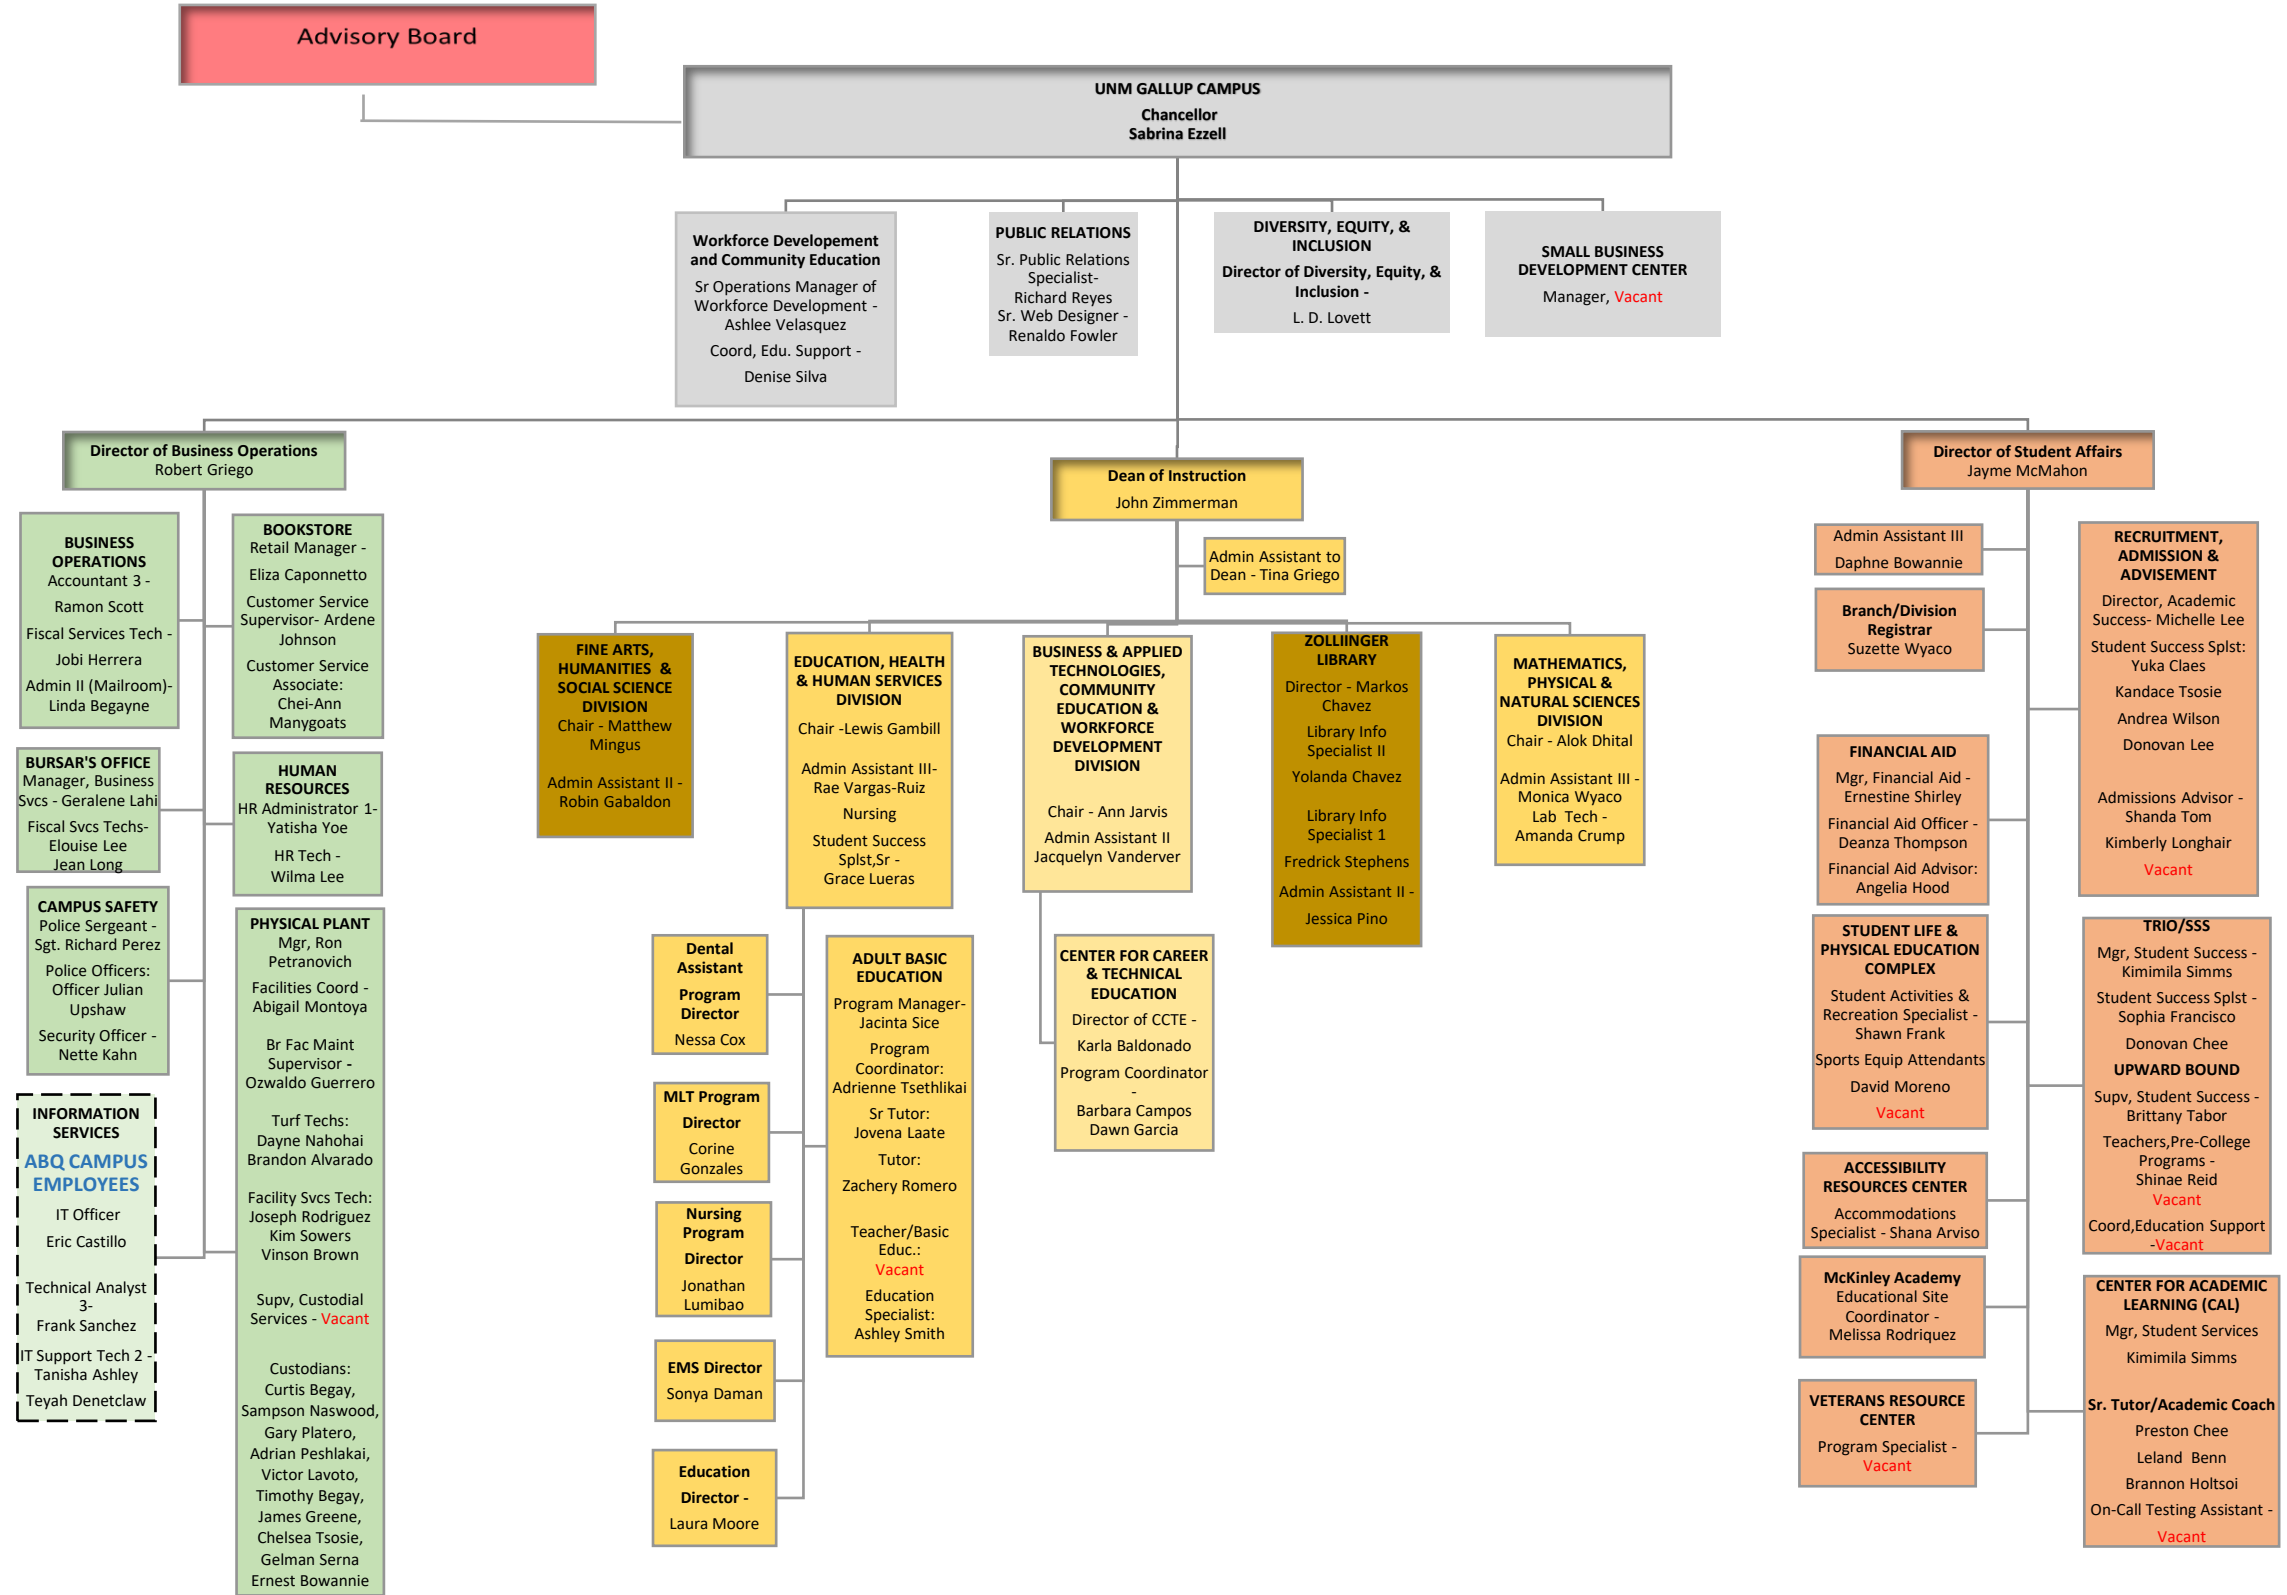 Advisory Board
UNM GALLUP CAMPUS
Chancellor
Sabrina Ezzell
Workforce Developement
and Community Education
Sr Operations Manager of
Workforce Development -
Ashlee Velasquez
Coord, Edu. Support -
Denise Silva
PUBLIC RELATIONS
Sr. Public Relations
Specialist-
Richard Reyes
Sr. Web Designer -
Renaldo Fowler
DIVERSITY, EQUITY, &
INCLUSION
Director of Diversity, Equity, &
Inclusion -
L. D. Lovett
SMALL BUSINESS
DEVELOPMENT CENTER
Manager, Vacant
Director of Business Operations
Robert Griego
BUSINESS
OPERATIONS
Accountant 3 -
Ramon Scott
Fiscal Services Tech -
Jobi Herrera
Admin II (Mailroom)-
Linda Begayne
BOOKSTORE
Retail Manager -
Eliza Caponnetto
Customer Service
Supervisor- Ardene
Johnson
Customer Service
Associate:
Chei-Ann
Manygoats
BURSAR'S OFFICE
Manager, Business
Svcs - Geralene Lahi
Fiscal Svcs Techs-
Elouise Lee
Jean Long
HUMAN
RESOURCES
HR Administrator 1-
Yatisha Yoe
HR Tech -
Wilma Lee
CAMPUS SAFETY
Police Sergeant -
Sgt. Richard Perez
Police Officers:
Officer Julian
Upshaw
Security Officer -
Nette Kahn
PHYSICAL PLANT
Mgr, Ron
Petranovich
Facilities Coord -
Abigail Montoya
Br Fac Maint
Supervisor -
Ozwaldo Guerrero
Turf Techs:
Dayne Nahohai
Brandon Alvarado
Facility Svcs Tech:
Joseph Rodriguez
Kim Sowers
Vinson Brown
Supv, Custodial
Services - Vacant
Custodians:
Curtis Begay,
Sampson Naswood,
Gary Platero,
Adrian Peshlakai,
Victor Lavoto,
Timothy Begay,
James Greene,
Chelsea Tsosie,
Gelman Serna
Ernest Bowannie
INFORMATION
SERVICES
ABQ CAMPUS
EMPLOYEES
IT Officer
Eric Castillo
Technical Analyst
3-
Frank Sanchez
IT Support Tech 2 -
Tanisha Ashley
Teyah Denetclaw
Dean of Instruction
John Zimmerman
Admin Assistant to
Dean - Tina Griego
FINE ARTS,
HUMANITIES &
SOCIAL SCIENCE
DIVISION
Chair - Matthew
Mingus
Admin Assistant II -
Robin Gabaldon
EDUCATION, HEALTH
& HUMAN SERVICES
DIVISION
Chair -Lewis Gambill
Admin Assistant III-
Rae Vargas-Ruiz
Nursing
Student Success
Splst,Sr -
Grace Lueras
BUSINESS & APPLIED
TECHNOLOGIES,
COMMUNITY
EDUCATION &
WORKFORCE
DEVELOPMENT
DIVISION
Chair - Ann Jarvis
Admin Assistant II
Jacquelyn Vanderver
ZOLLIINGER
LIBRARY
Director - Markos
Chavez
Library Info
Specialist II
Yolanda Chavez
Library Info
Specialist 1
Fredrick Stephens
Admin Assistant II -
Jessica Pino
MATHEMATICS,
PHYSICAL &
NATURAL SCIENCES
DIVISION
Chair - Alok Dhital
Admin Assistant III -
Monica Wyaco
Lab Tech -
Amanda Crump
Dental
Assistant
Program
Director
Nessa Cox
MLT Program
Director
Corine
Gonzales
Nursing
Program
Director
Jonathan
Lumibao
EMS Director
Sonya Daman
Education
Director -
Laura Moore
ADULT BASIC
EDUCATION
Program Manager-
Jacinta Sice
Program
Coordinator:
Adrienne Tsethlikai
Sr Tutor:
Jovena Laate
Tutor:
Zachery Romero
Teacher/Basic
Educ.:
Vacant
Education
Specialist:
Ashley Smith
CENTER FOR CAREER
& TECHNICAL
EDUCATION
Director of CCTE -
Karla Baldonado
Program Coordinator
-
Barbara Campos
Dawn Garcia
Director of Student Affairs
Jayme McMahon
Admin Assistant III
Daphne Bowannie
Branch/Division
Registrar
Suzette Wyaco
FINANCIAL AID
Mgr, Financial Aid -
Ernestine Shirley
Financial Aid Officer -
Deanza Thompson
Financial Aid Advisor:
Angelia Hood
STUDENT LIFE &
PHYSICAL EDUCATION
COMPLEX
Student Activities &
Recreation Specialist -
Shawn Frank
Sports Equip Attendants
David Moreno
Vacant
ACCESSIBILITY
RESOURCES CENTER
Accommodations
Specialist - Shana Arviso
McKinley Academy
Educational Site
Coordinator -
Melissa Rodriquez
VETERANS RESOURCE
CENTER
Program Specialist -
Vacant
RECRUITMENT,
ADMISSION &
ADVISEMENT
Director, Academic
Success- Michelle Lee
Student Success Splst:
Yuka Claes
Kandace Tsosie
Andrea Wilson
Donovan Lee
Admissions Advisor -
Shanda Tom
Kimberly Longhair
Vacant
TRIO/SSS
Mgr, Student Success -
Kimimila Simms
Student Success Splst -
Sophia Francisco
Donovan Chee
UPWARD BOUND
Supv, Student Success -
Brittany Tabor
Teachers,Pre-College
Programs -
Shinae Reid
Vacant
Coord,Education Support
-Vacant
CENTER FOR ACADEMIC
LEARNING (CAL)
Mgr, Student Services
Kimimila Simms
Sr. Tutor/Academic Coach
Preston Chee
Leland Benn
Brannon Holtsoi
On-Call Testing Assistant -
Vacant